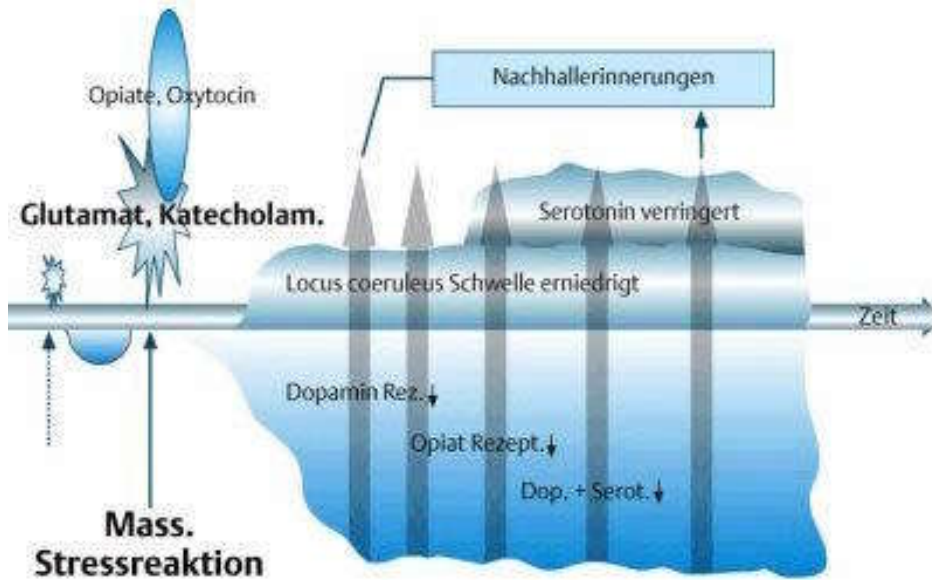 Nachhallerinnerungen
Opiate, Oxytocin
Glutamat, Katecholam.
Serotonin verringert
Locus coeruleus Schwelle erniedrigt
Zeit
Dopamin Rez.↓
Opiat Rezept.↓
Dop. + Serot.↓
Mass.
Stressreaktion